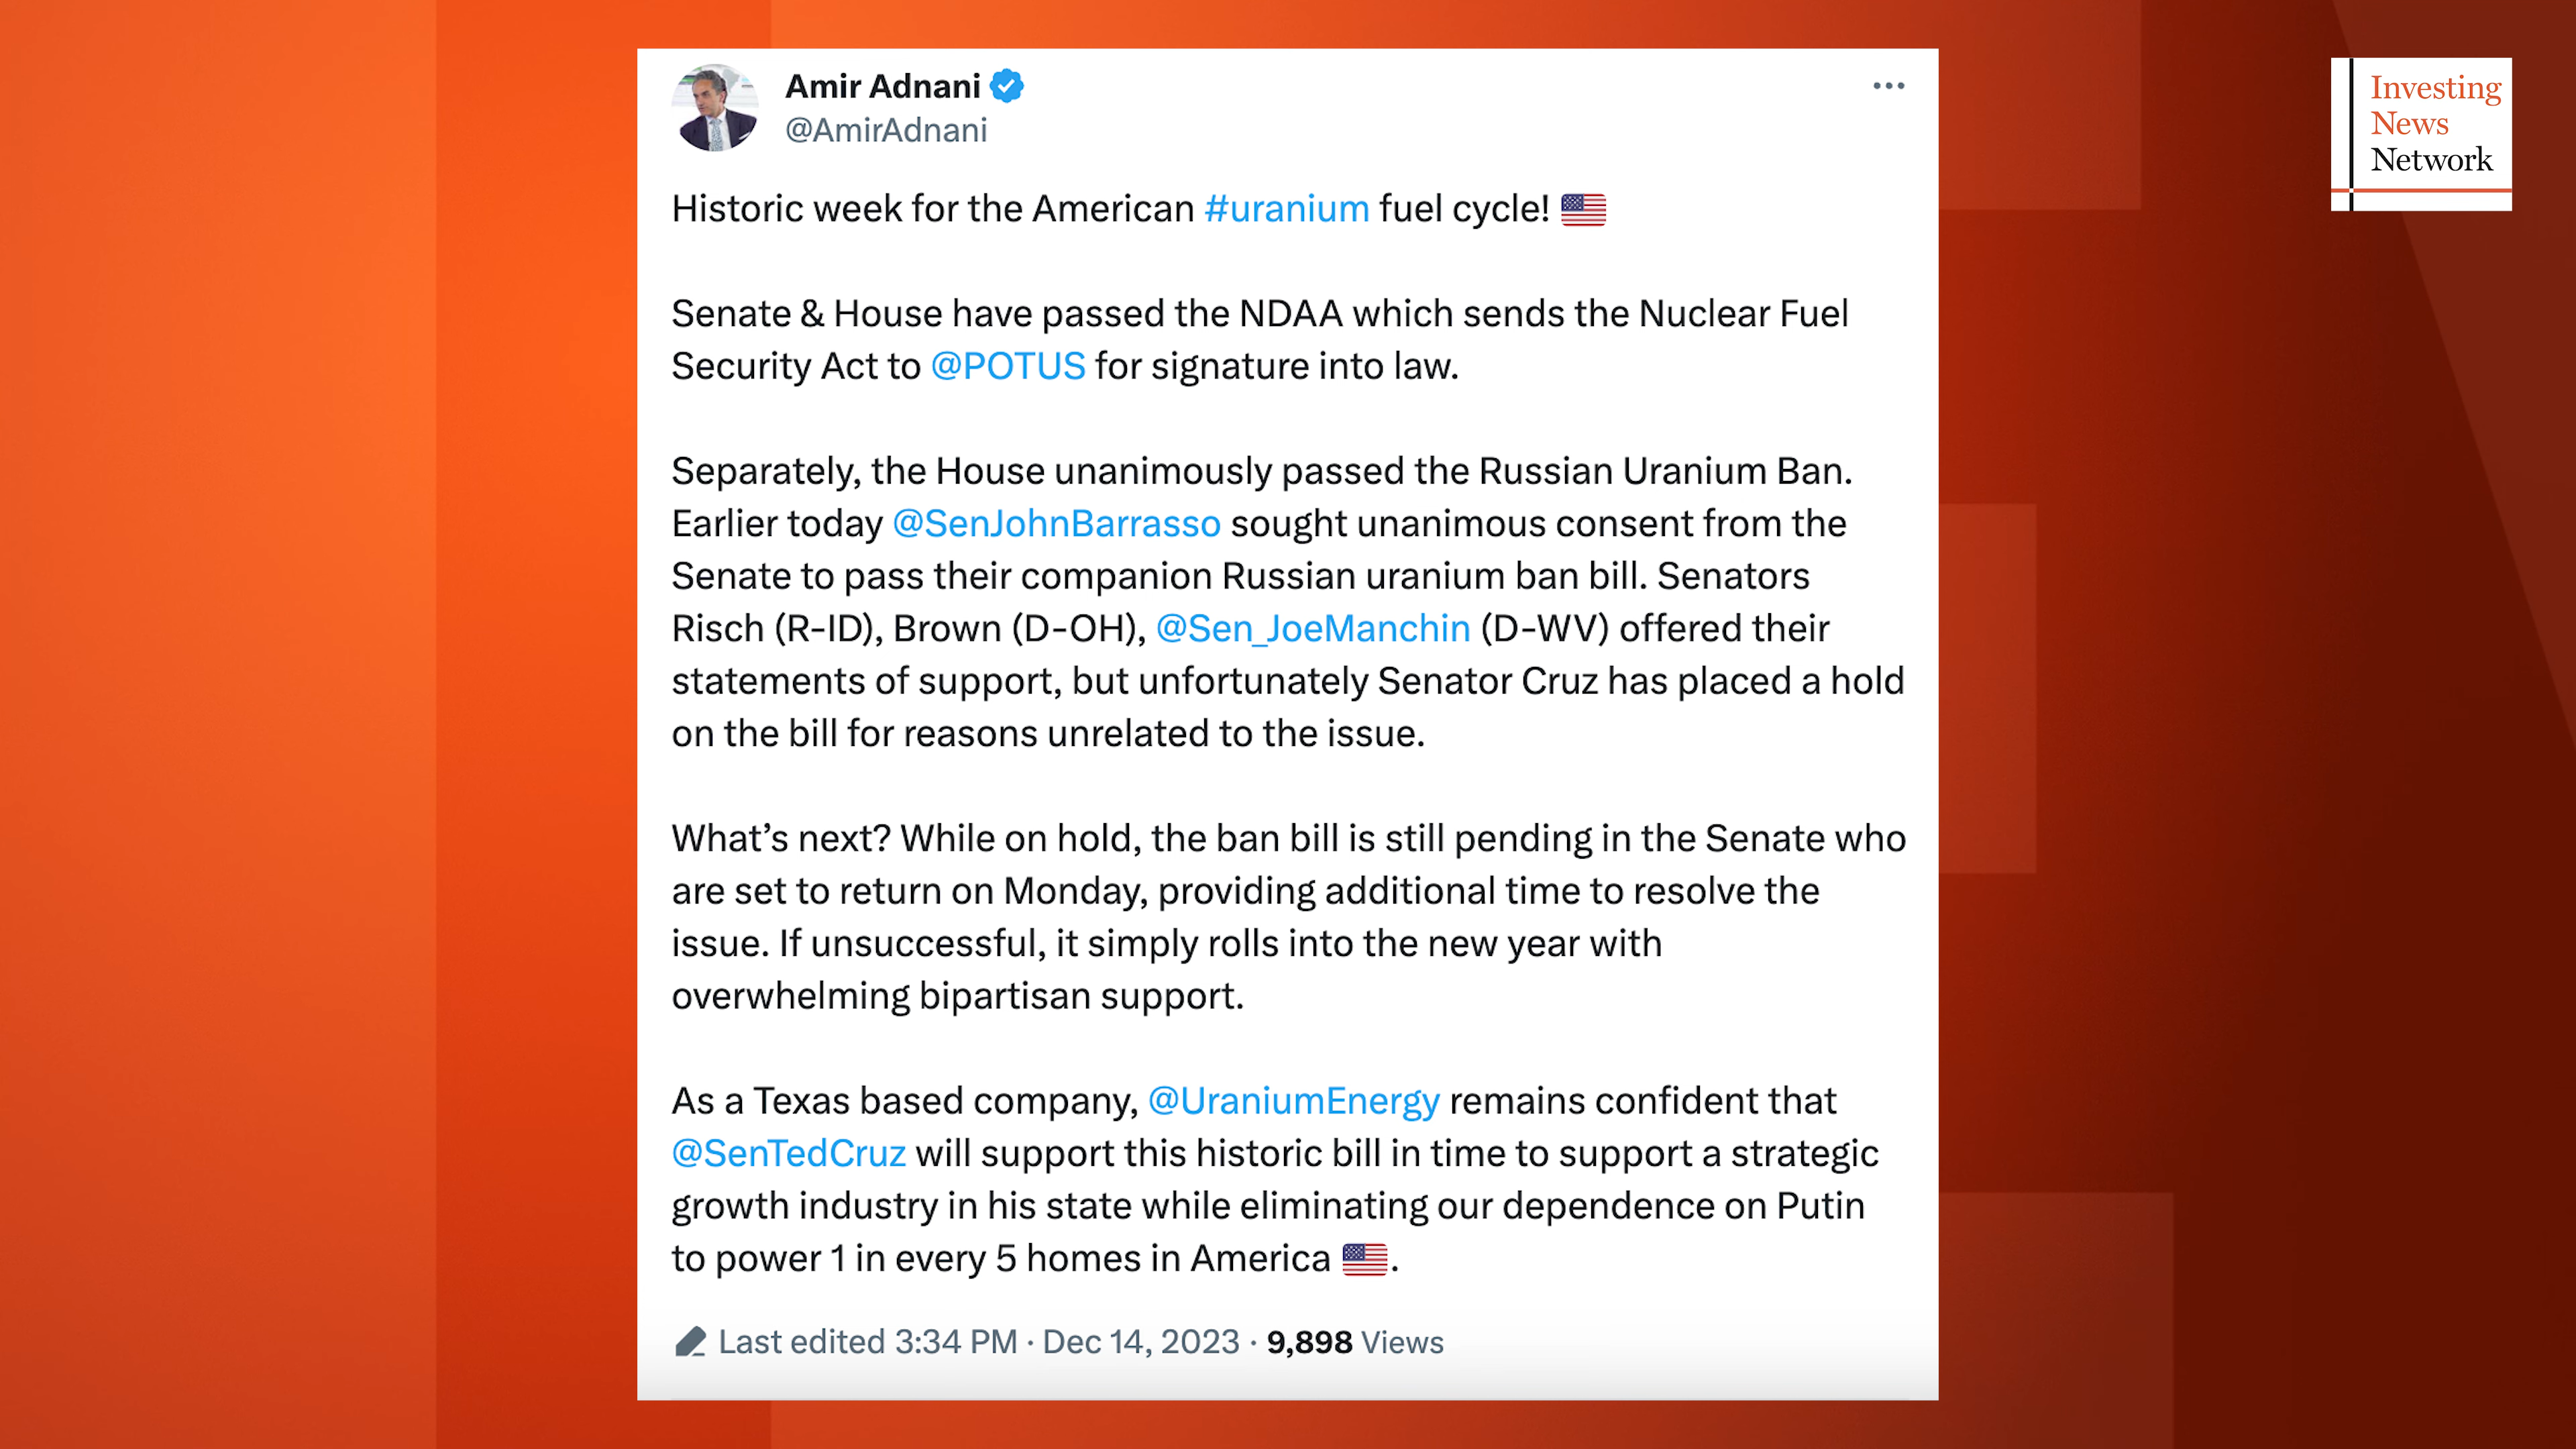 Amir Adnani
@AmirAdnani
Historic week for the American #uranium fuel cycle! 🇺🇸
Senate & House have passed the NDAA which sends the Nuclear Fuel
Security Act to @POTUS for signature into law.
Separately, the House unanimously passed the Russian Uranium Ban.
Earlier today @SenJohnBarrasso sought unanimous consent from the
Senate to pass their companion Russian uranium ban bill. Senators
Risch (R-ID), Brown (D-OH), @Sen_JoeManchin (D-WV) offered their
statements of support, but unfortunately Senator Cruz has placed a hold
on the bill for reasons unrelated to the issue.
What’s next? While on hold, the ban bill is still pending in the Senate who
are set to return on Monday, providing additional time to resolve the
issue. If unsuccessful, it simply rolls into the new year with
overwhelming bipartisan support.
As a Texas based company, @UraniumEnergy remains confident that
@SenTedCruz will support this historic bill in time to support a strategic
growth industry in his state while eliminating our dependence on Putin
to power 1 in every 5 homes in America 🇺🇸.
Last edited 3:34 PM · Dec 14, 2023 · 9,898 Views
Investing
News
Network